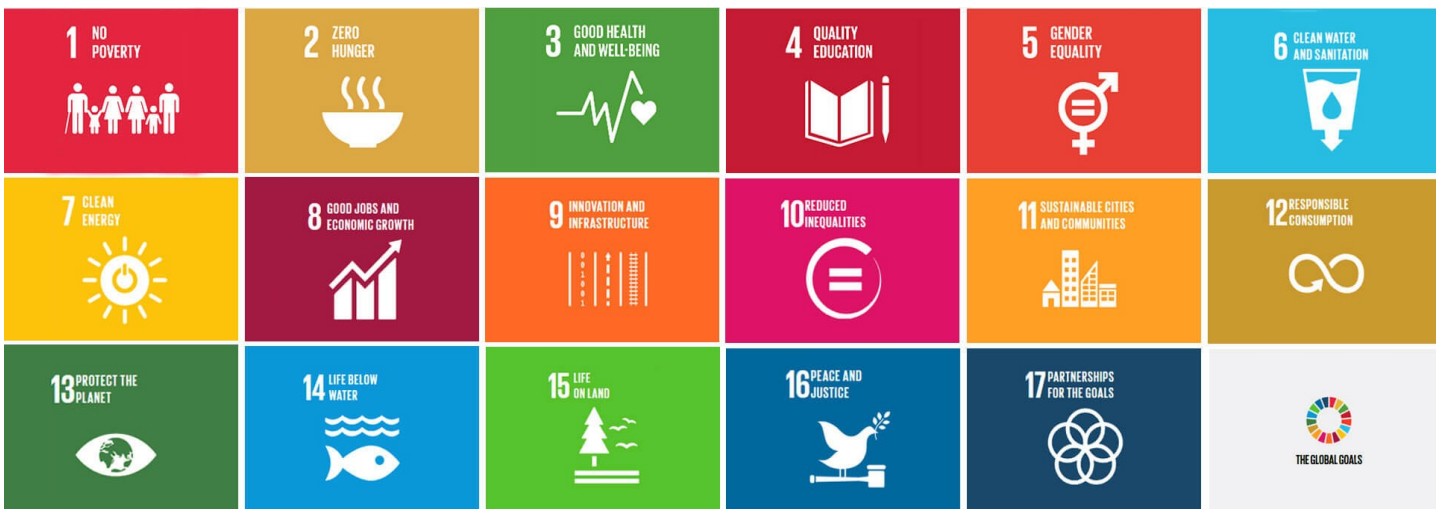 1 NO
POVERTY
2 ZERO
HUNGER
3 GOOD HEALTH
AND WELL-BEING
4 QUALITY
EDUCATION
5 GENDER
EQUALITY
6 CLEAN WATER
AND SANITATION
7 CLEAN
ENERGY
8 GOOD JOBS AND
ECONOMIC GROWTH
9 INNOVATION AND
INFRASTRUCTURE
0
0
1
0
0
1
10 REDUCED
INEQUALITIES
11 SUSTAINABLE CITIES
AND COMMUNITIES
12 RESPONSIBLE
CONSUMPTION
13 PROTECT THE
PLANET
14 LIFE BELOW
WATER
15 LIFE
ON LAND
16 PEACE AND
JUSTICE
17 PARTNERSHIPS
FOR THE GOALS
THE GLOBAL GOALS